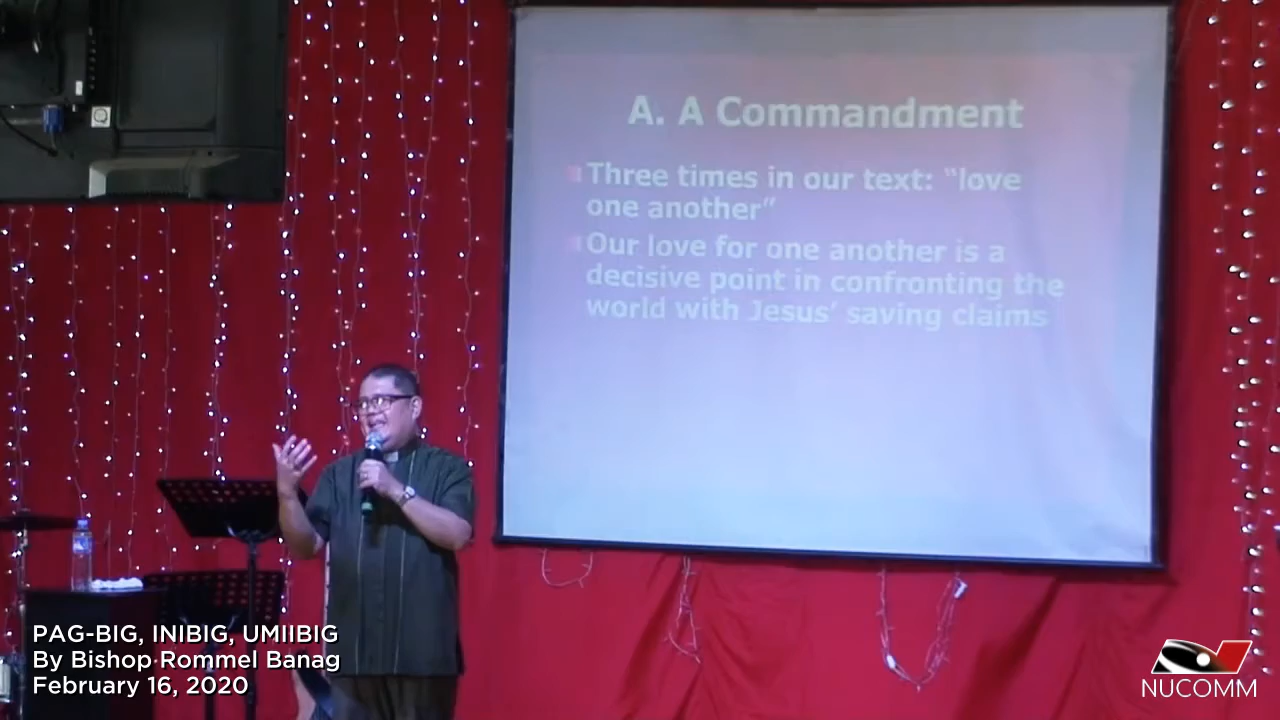 A. A Commandment
Three times in our text: “love
one another”
Our love for one another is a
decisive point in confronting the
world with Jesus’ saving claims
PAG-BIG, INIBIG, UMIIBIG
By Bishop Rommel Banag
February 16, 2020
NUCOMM